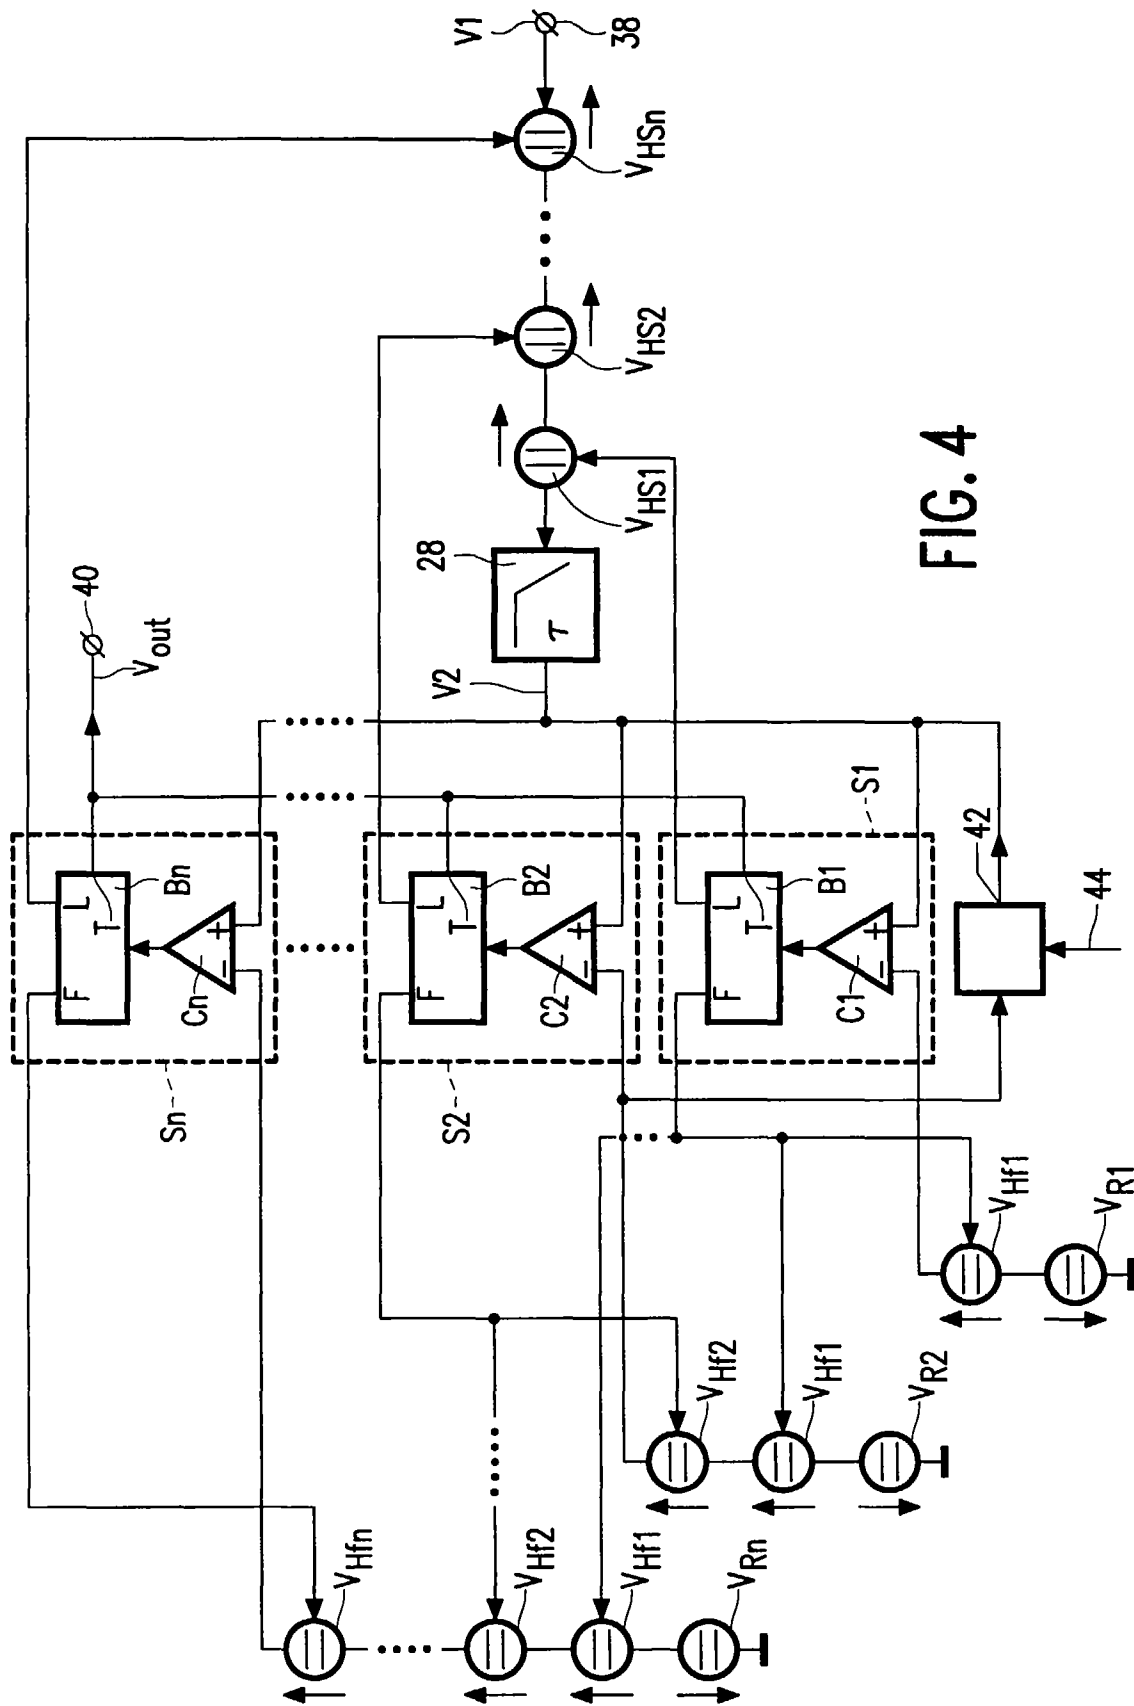 V1
38
VHSn
VHS2
VHS1
28
τ
V2
40
Vout
Sn
F
L
T
Bn
Cn
−
+
S2
F
L
T
B2
C2
−
+
S1
F
L
T
B1
C1
−
+
42
44
VHfn
VHf2
VHf1
VRn
VHf2
VHf1
VR2
VHf1
VR1
FIG. 4